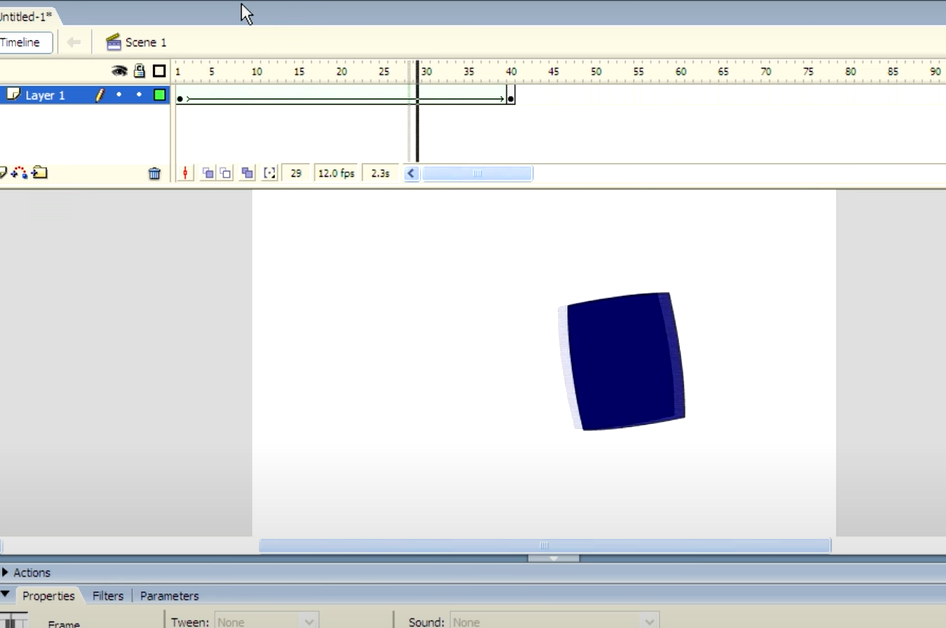 Untitled-1*
Timeline
Scene 1
1 5 10 15 20 25 30 35 40 45 50 55 60 65 70 75 80 85 90
Layer 1
29 12.0 fps 2.3s
Actions
Properties Filters Parameters
Frame Tween: None Sound: None